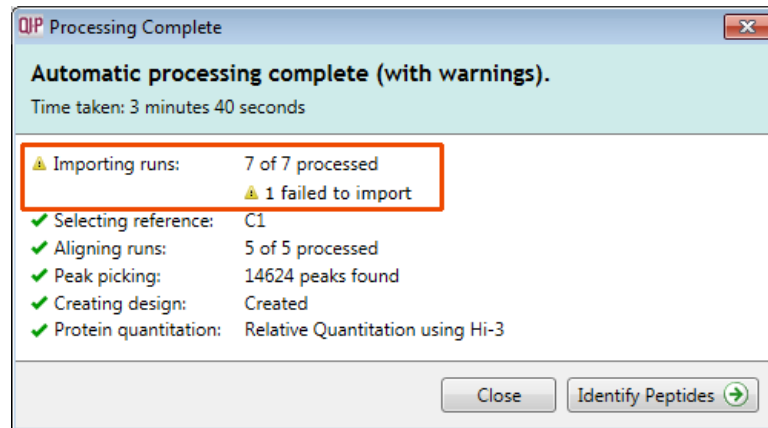 QIP Processing Complete
Automatic processing complete (with warnings).
Time taken: 3 minutes 40 seconds
Importing runs: 7 of 7 processed
1 failed to import
Selecting reference: C1
Aligning runs: 5 of 5 processed
Peak picking: 14624 peaks found
Creating design: Created
Protein quantitation: Relative Quantitation using Hi-3
Close Identify Peptides